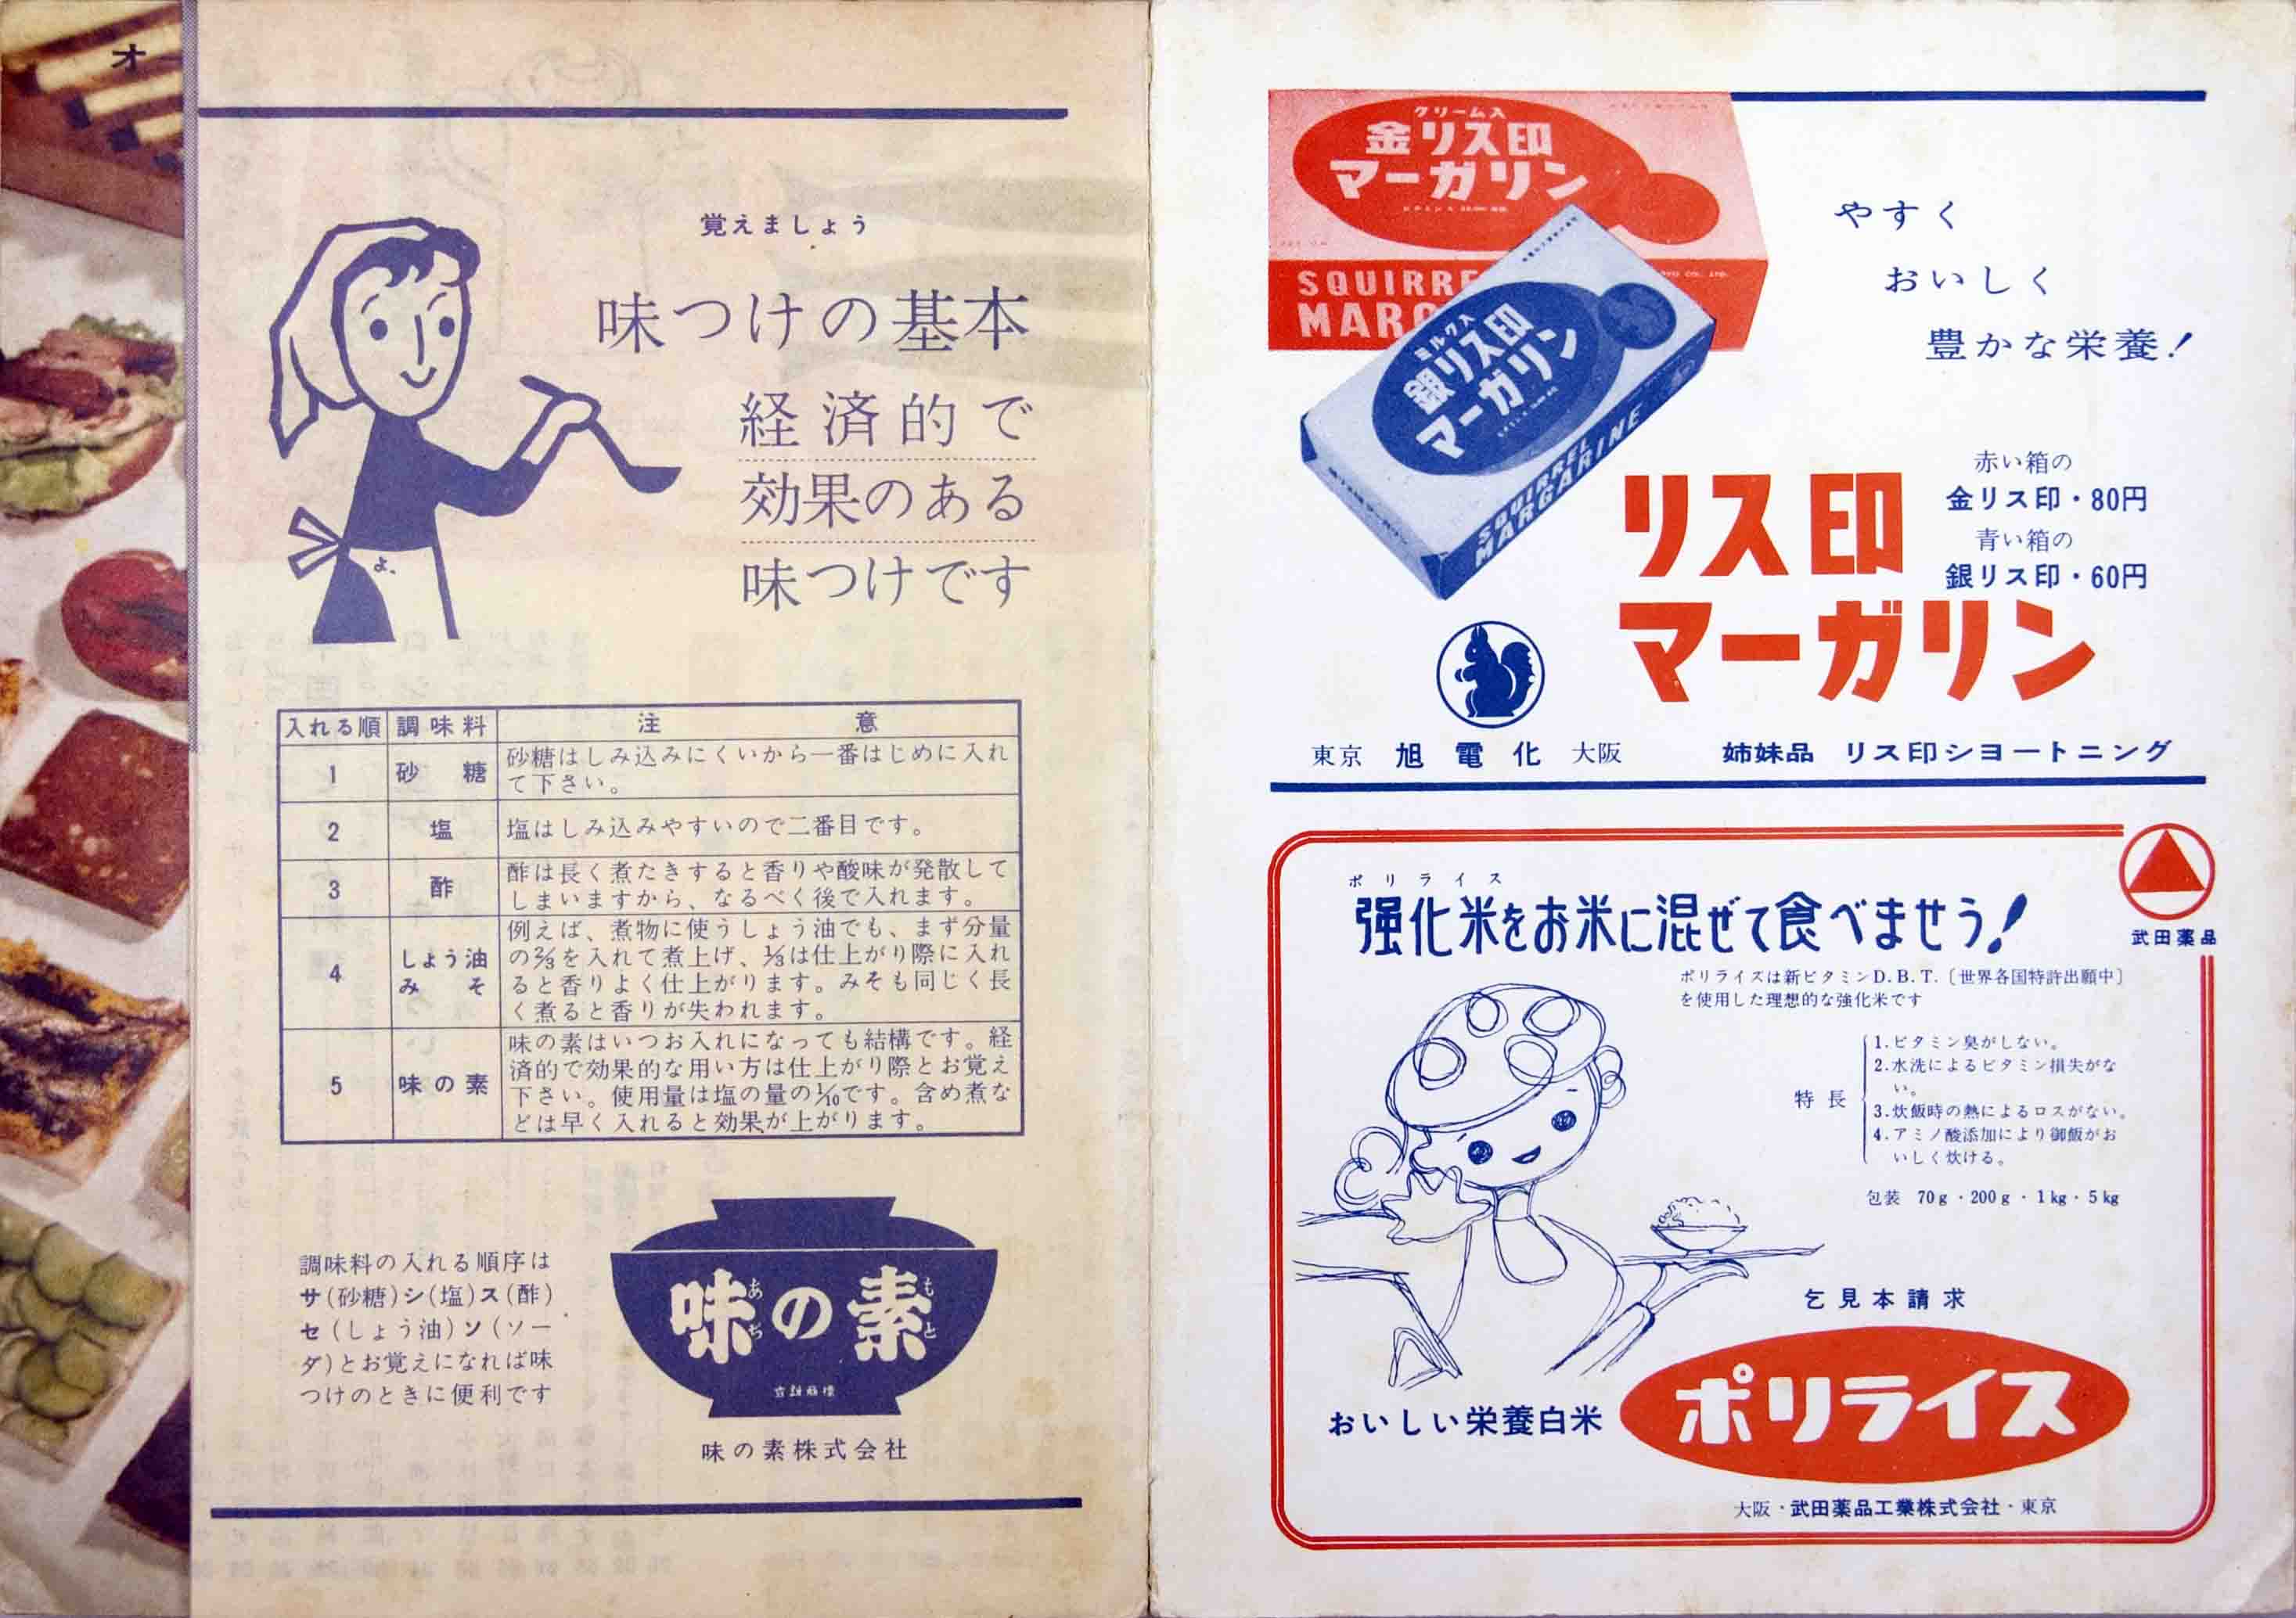 オー
覚えましょう
味つけの基本
経済的で
効果のある
味つけです
入れる順 調味料 注意
1 砂糖 砂糖はしみ込みにくいから一番はじめに入れ
て下さい。
2 塩 塩はしみ込みやすいので二番目です。
3 酢 酢は長く煮たきすると香りや酸味が発散して
しまいますから、なるべく後で入れます。
4 しょう油
みそ
例えば、煮物に使うしょう油でも、まず分量
の⅔を入れて煮上げ、⅓は仕上がり際に入れ
ると香りよく仕上がります。みそも同じく長
く煮ると香りが失われます。
5 味の素 味の素はいつお入れになっても結構です。経
済的で効果的な用い方は仕上がり際とお覚え
下さい。使用量は塩の量の⅒です。含め煮な
どは早く入れると効果が上がります。
調味料の入れる順序は
サ(砂糖)シ(塩)ス(酢)
セ(しょう油)ソ(ソー
ダ)とお覚えになれば味
つけのときに便利です
味の素
あぢ もと
味の素株式会社
クリーム入
金リス印
マーガリン
SQUIRRE
MARG
ミルク入
銀リス印
マーガリン
SQUIRREL
MARGARINE
やすく
おいしく
豊かな栄養!
赤い箱の
金リス印・80円
青い箱の
銀リス印・60円
リス印
マーガリン
東京 旭電化 大阪 姉妹品 リス印シヨートニング
武田薬品
ポリライス
強化米をお米に混ぜて食べませう!
ポリライズは新ビタミンD.B.T.〔世界各国特許出願中〕
を使用した理想的な強化米です
特長
1.ビタミン臭がしない。
2.水洗によるビタミン損失がな
い。
3.炊飯時の熱によるロスがない。
4.アミノ酸添加により御飯がお
いしく炊ける。
包装 70g・200g・1kg・5kg
乞見本請求
おいしい栄養白米
ポリライス
大阪・武田薬品工業株式会社・東京